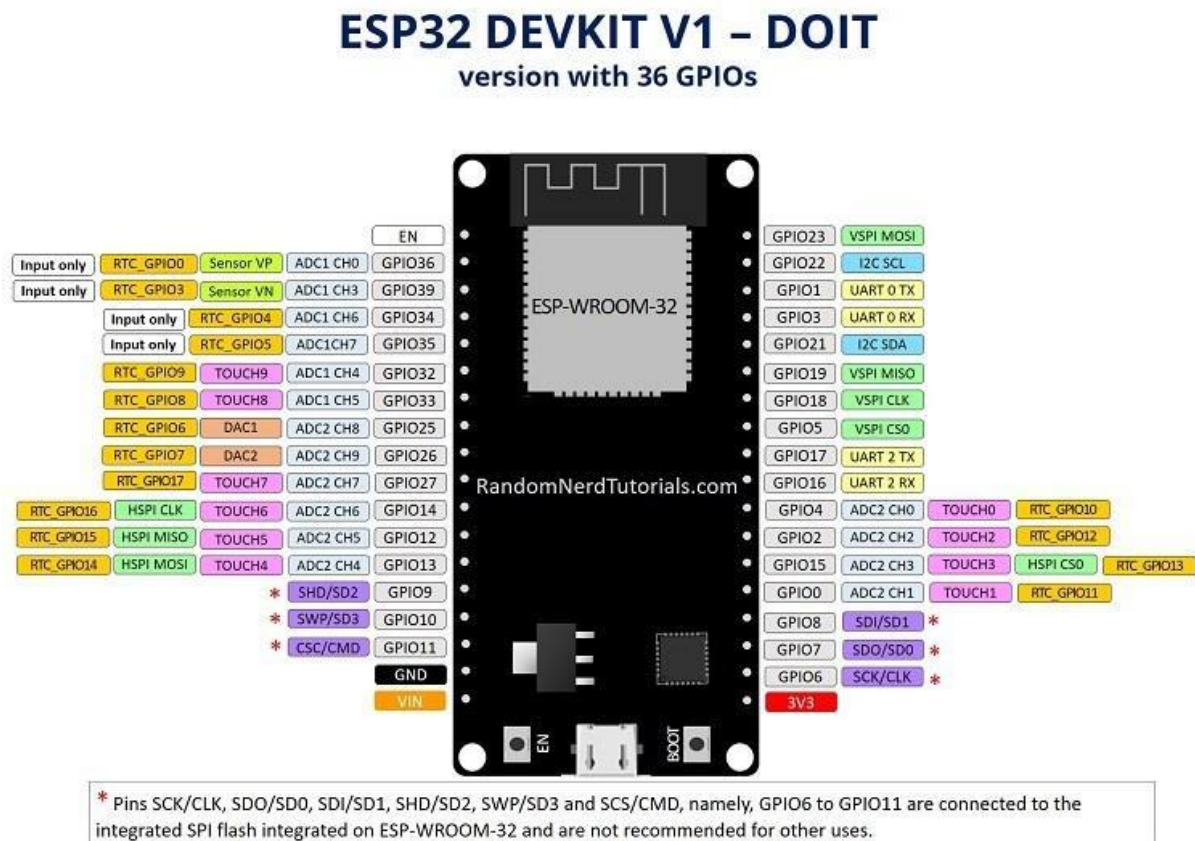 ESP32 DEVKIT V1 – DOIT
version with 36 GPIOs
EN
Input only RTC_GPIO0 Sensor VP ADC1 CH0 GPIO36
Input only RTC_GPIO3 Sensor VN ADC1 CH3 GPIO39
Input only RTC_GPIO4 ADC1 CH6 GPIO34
Input only RTC_GPIO5 ADC1CH7 GPIO35
RTC_GPIO9 TOUCH9 ADC1 CH4 GPIO32
RTC_GPIO8 TOUCH8 ADC1 CH5 GPIO33
RTC_GPIO6 DAC1 ADC2 CH8 GPIO25
RTC_GPIO7 DAC2 ADC2 CH9 GPIO26
RTC_GPIO17 TOUCH7 ADC2 CH7 GPIO27
RTC_GPIO16 HSPI CLK TOUCH6 ADC2 CH6 GPIO14
RTC_GPIO15 HSPI MISO TOUCH5 ADC2 CH5 GPIO12
RTC_GPIO14 HSPI MOSI TOUCH4 ADC2 CH4 GPIO13
* SHD/SD2 GPIO9
* SWP/SD3 GPIO10
* CSC/CMD GPIO11
GND
VIN
ESP-WROOM-32
RandomNerdTutorials.com
EN
BOOT
GPIO23 VSPI MOSI
GPIO22 I2C SCL
GPIO1 UART 0 TX
GPIO3 UART 0 RX
GPIO21 I2C SDA
GPIO19 VSPI MISO
GPIO18 VSPI CLK
GPIO5 VSPI CS0
GPIO17 UART 2 TX
GPIO16 UART 2 RX
GPIO4 ADC2 CH0 TOUCH0 RTC_GPIO10
GPIO2 ADC2 CH2 TOUCH2 RTC_GPIO12
GPIO15 ADC2 CH3 TOUCH3 HSPI CS0 RTC_GPIO13
GPIO0 ADC2 CH1 TOUCH1 RTC_GPIO11
GPIO8 SDI/SD1 *
GPIO7 SDO/SD0 *
GPIO6 SCK/CLK *
3V3
* Pins SCK/CLK, SDO/SD0, SDI/SD1, SHD/SD2, SWP/SD3 and SCS/CMD, namely, GPIO6 to GPIO11 are connected to the
integrated SPI flash integrated on ESP-WROOM-32 and are not recommended for other uses.